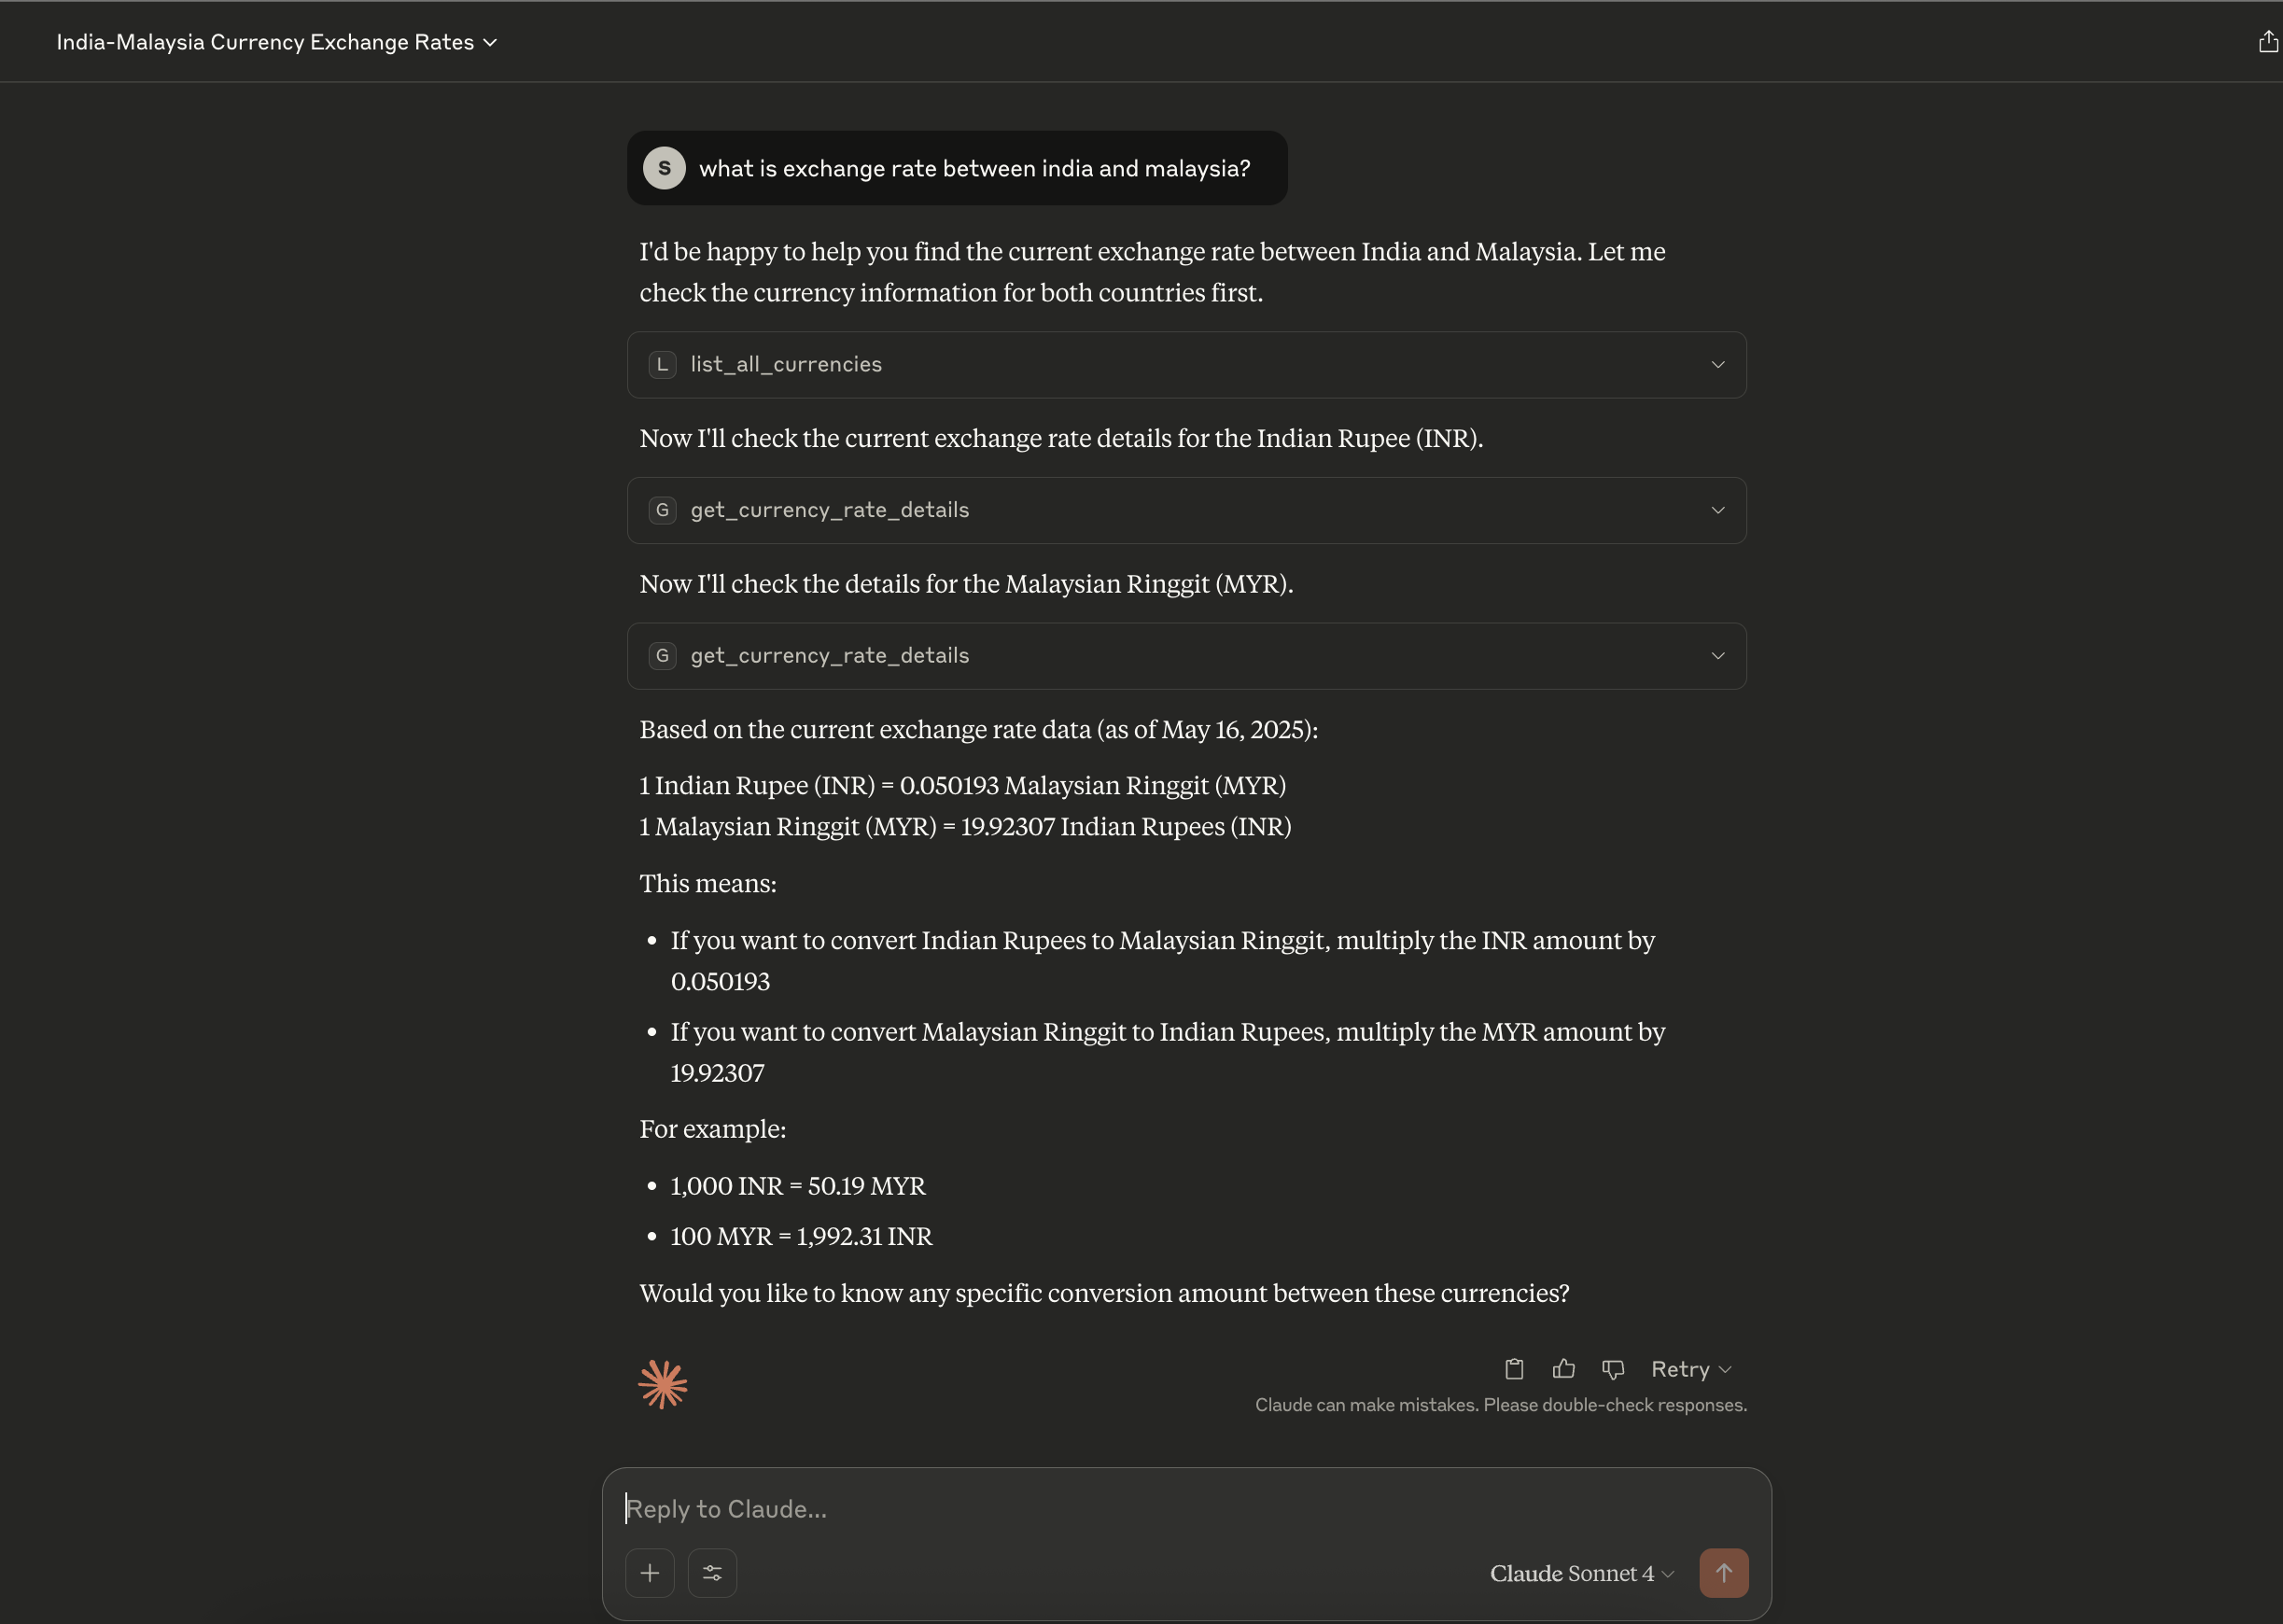 India-Malaysia Currency Exchange Rates
S what is exchange rate between india and malaysia?
I'd be happy to help you find the current exchange rate between India and Malaysia. Let me
check the currency information for both countries first.
L list_all_currencies
Now I'll check the current exchange rate details for the Indian Rupee (INR).
G get_currency_rate_details
Now I'll check the details for the Malaysian Ringgit (MYR).
G get_currency_rate_details
Based on the current exchange rate data (as of May 16, 2025):
1 Indian Rupee (INR) = 0.050193 Malaysian Ringgit (MYR)
1 Malaysian Ringgit (MYR) = 19.92307 Indian Rupees (INR)
This means:
• If you want to convert Indian Rupees to Malaysian Ringgit, multiply the INR amount by
0.050193
• If you want to convert Malaysian Ringgit to Indian Rupees, multiply the MYR amount by
19.92307
For example:
• 1,000 INR = 50.19 MYR
• 100 MYR = 1,992.31 INR
Would you like to know any specific conversion amount between these currencies?
Retry
Claude can make mistakes. Please double-check responses.
Reply to Claude...
Claude Sonnet 4